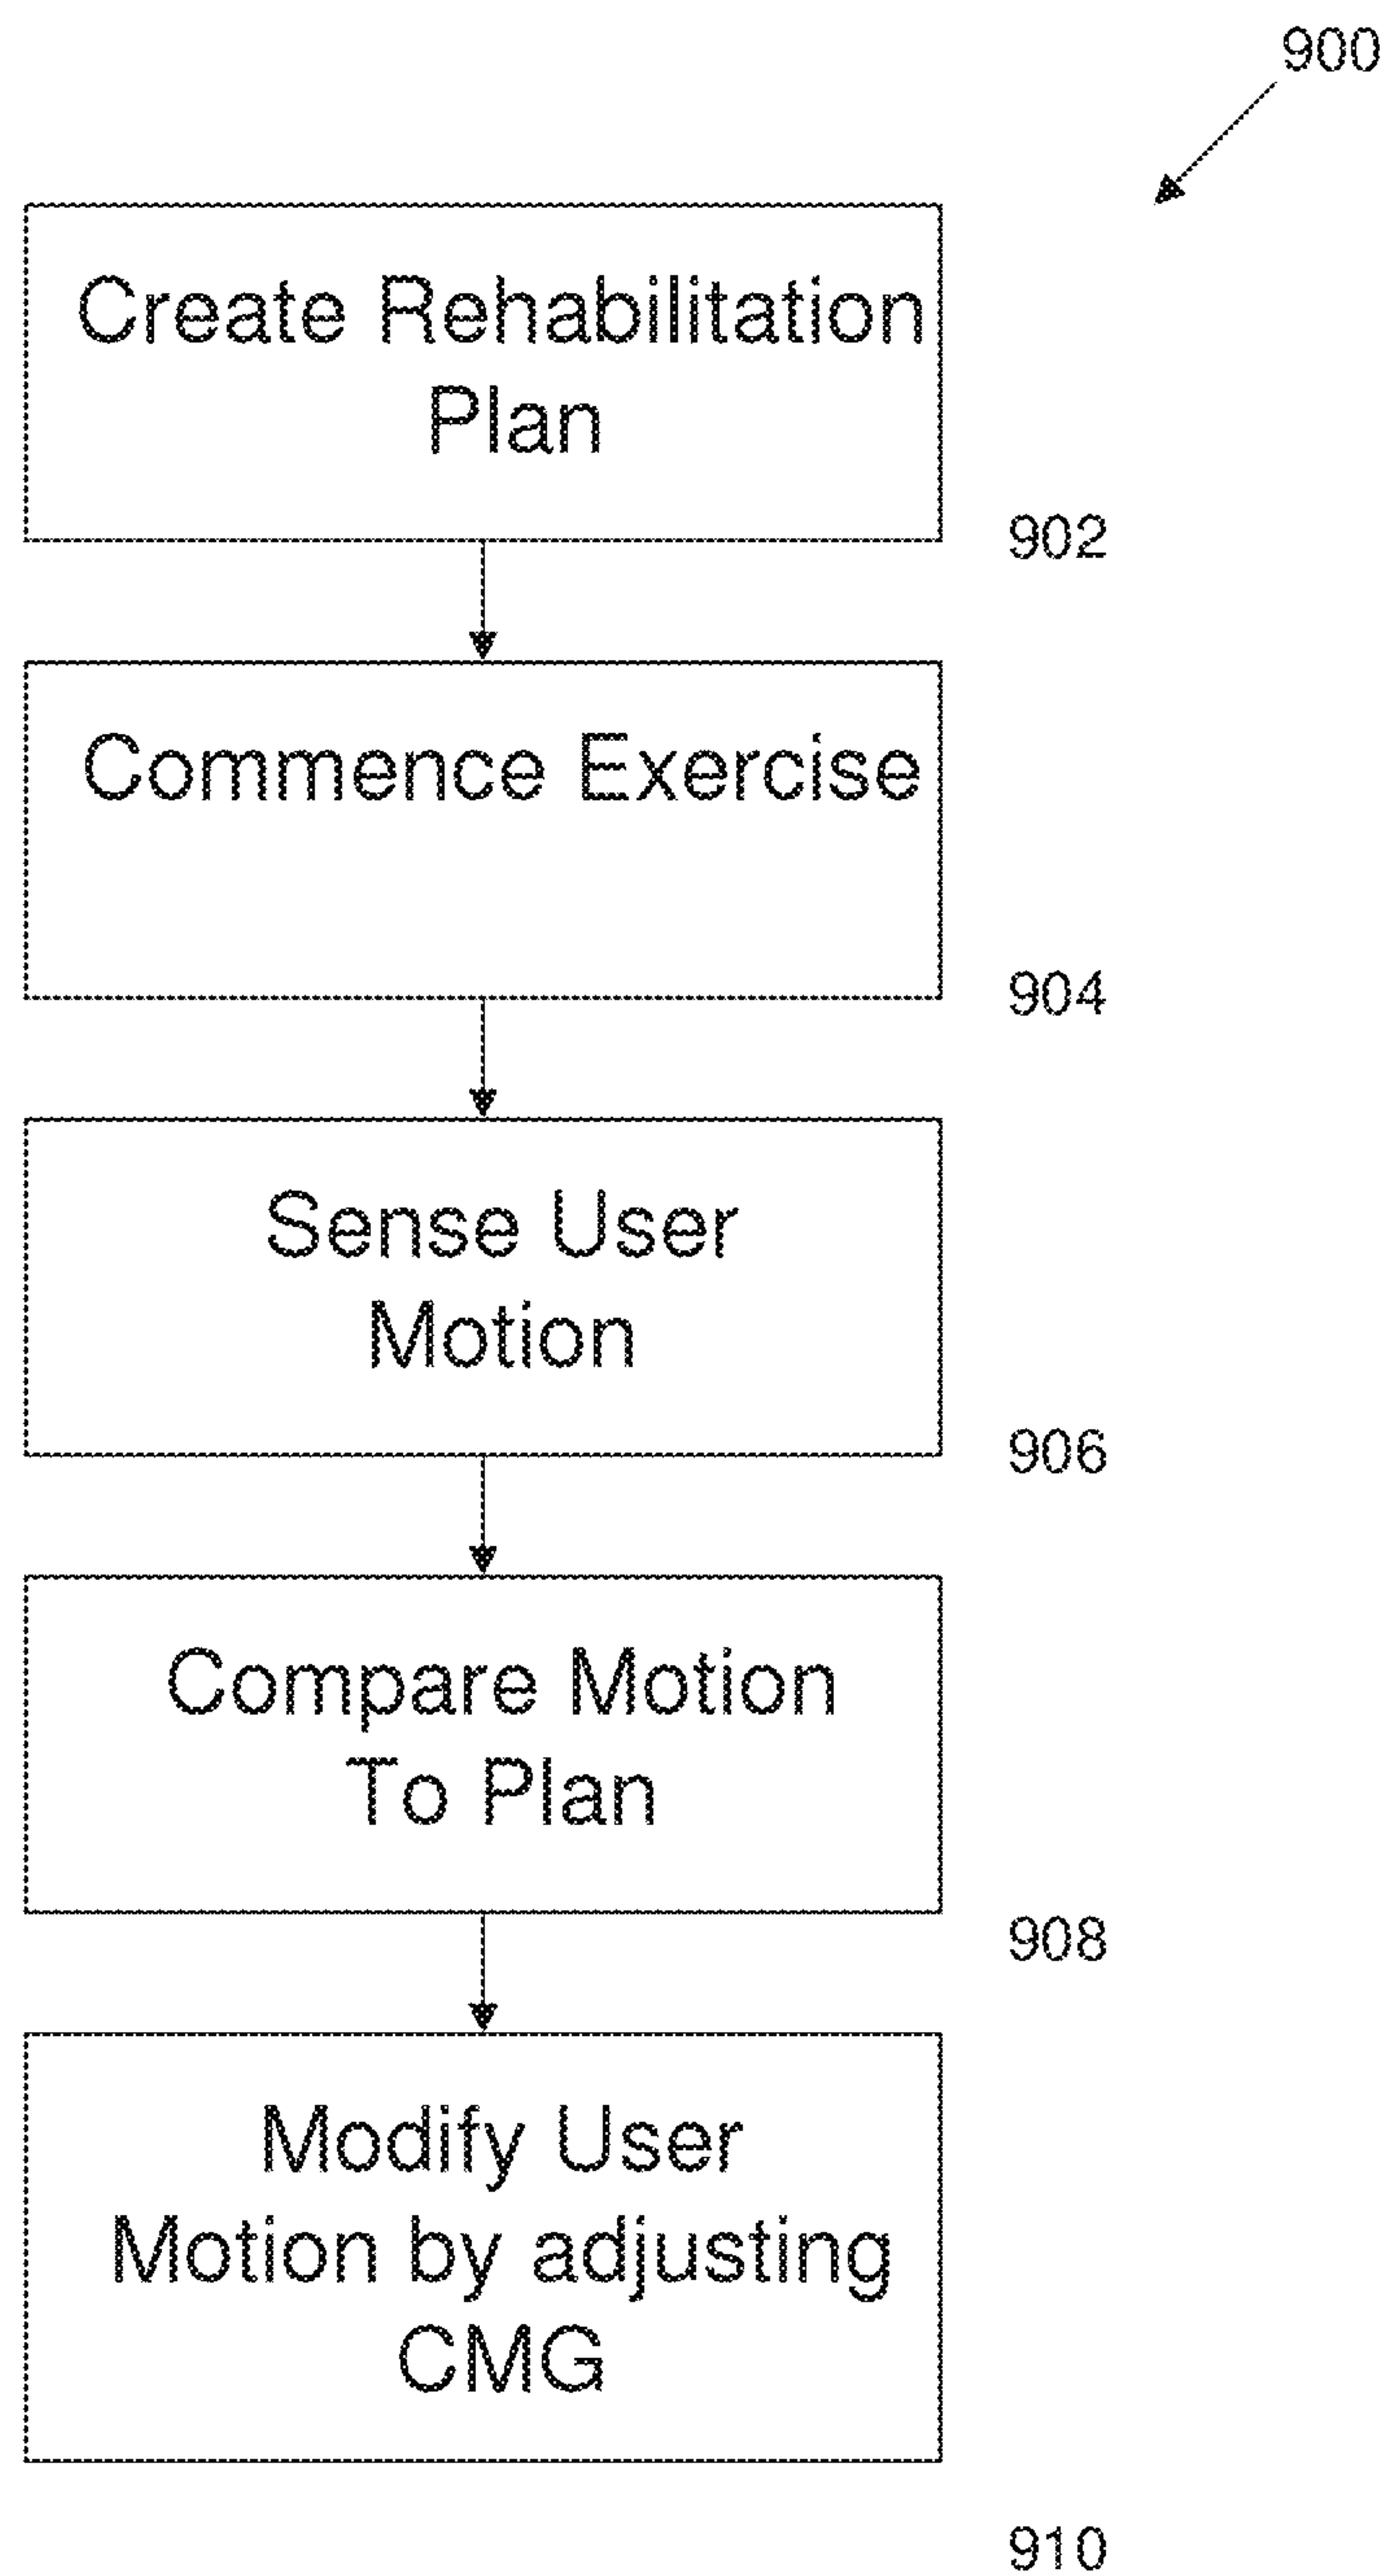 900
Create Rehabilitation
Plan
902
Commence Exercise
904
Sense User
Motion
906
Compare Motion
To Plan
908
Modify User
Motion by adjusting
CMG
910